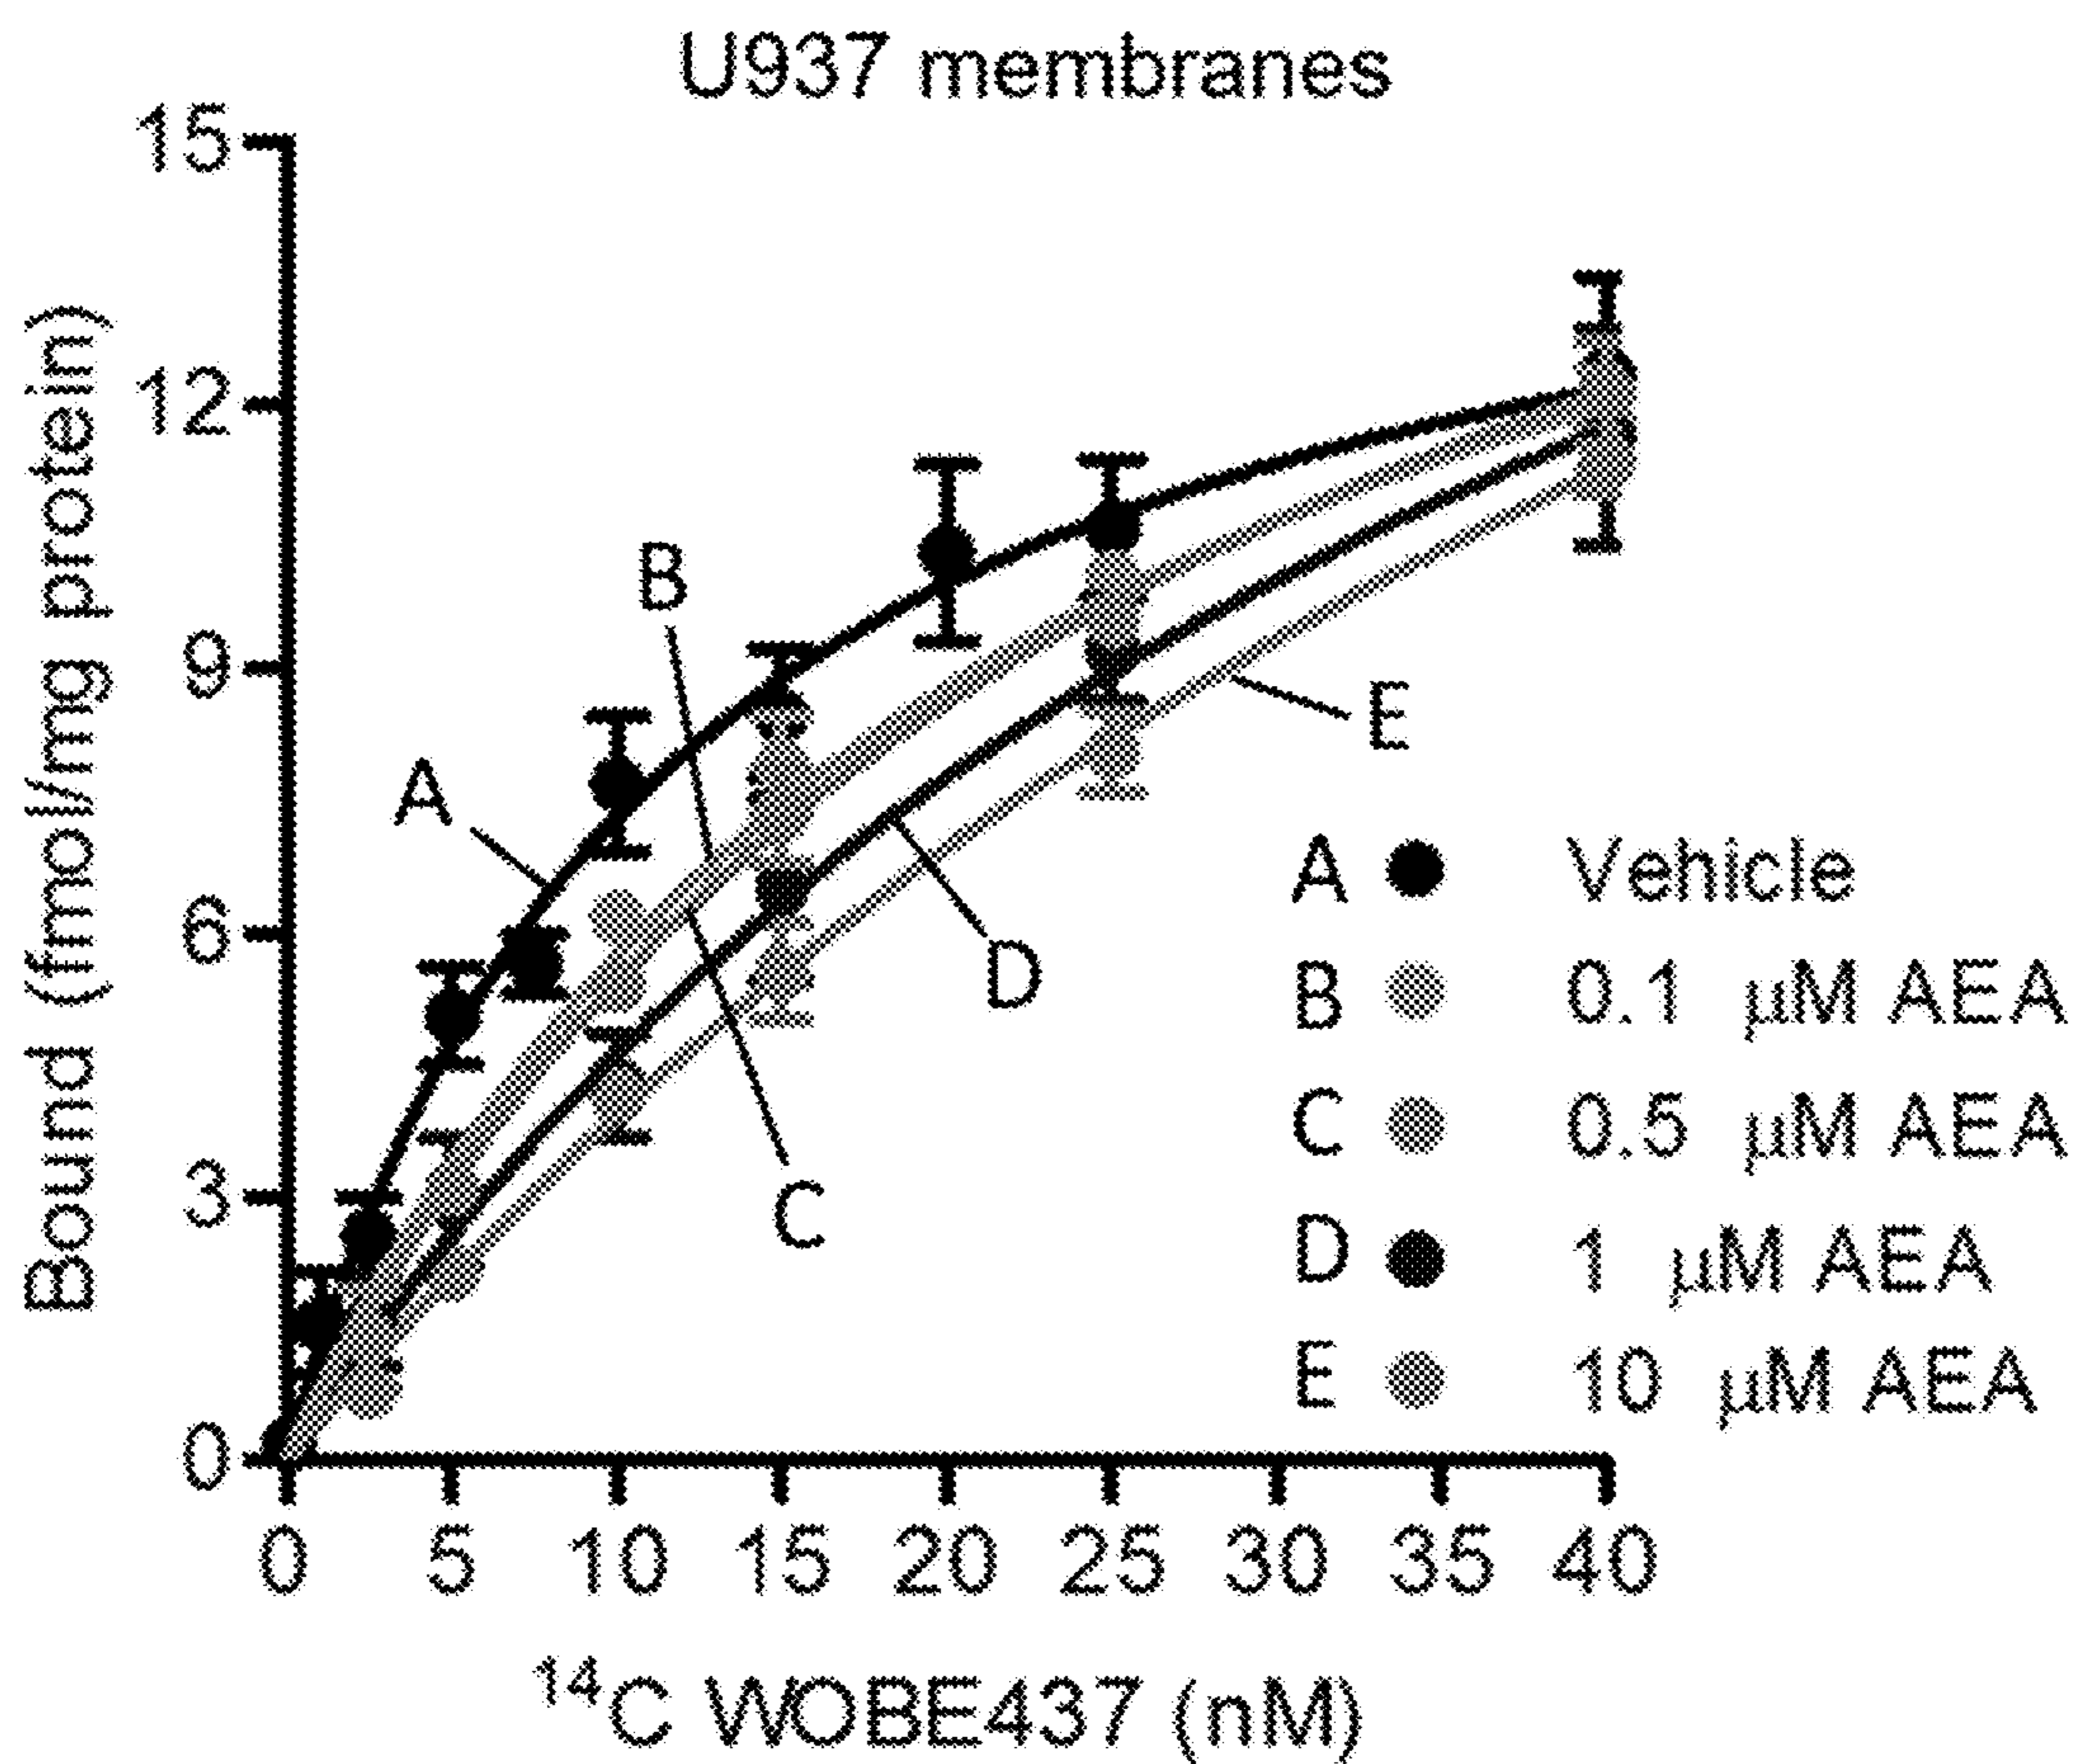 U937 membranes
Bound (fmol/mg protein)
15
12
9
6
3
0
A
B
C
D
E
A Vehicle
B 0.1 μM AEA
C 0.5 μM AEA
D 1 μM AEA
E 10 μM AEA
0 5 10 15 20 25 30 35 40
¹⁴C WOBE437 (nM)